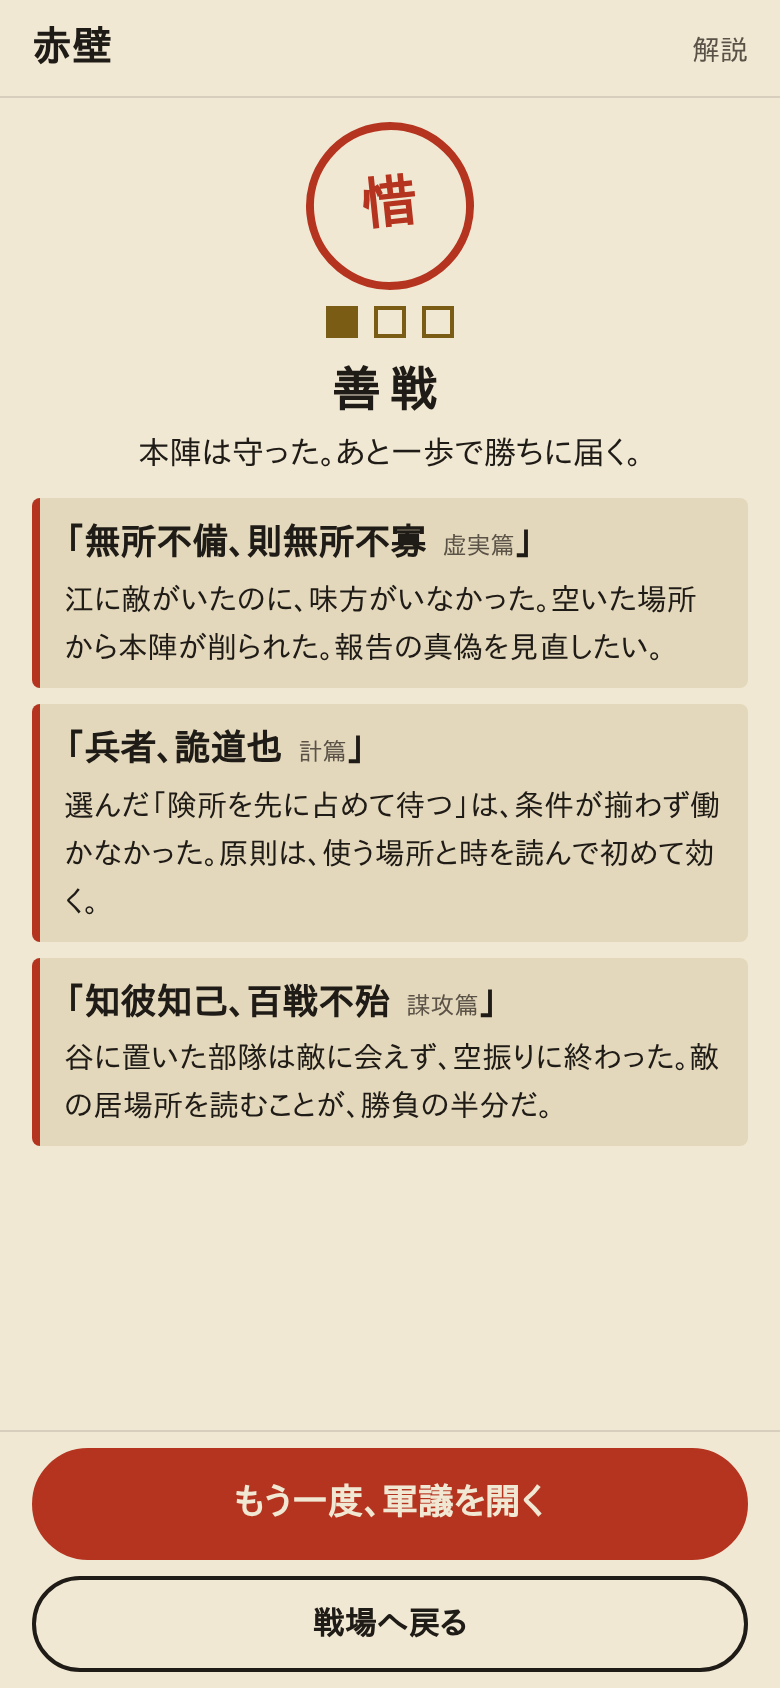 赤壁
解説
惜
善戦
本陣は守った。あと一歩で勝ちに届く。
「無所不備、則無所不寡 虚実篇」
江に敵がいたのに、味方がいなかった。空いた場所
から本陣が削られた。報告の真偽を見直したい。
「兵者、詭道也 計篇」
選んだ「険所を先に占めて待つ」は、条件が揃わず働
かなかった。原則は、使う場所と時を読んで初めて効
く。
「知彼知己、百戦不殆 謀攻篇」
谷に置いた部隊は敵に会えず、空振りに終わった。敵
の居場所を読むことが、勝負の半分だ。
もう一度、軍議を開く
戦場へ戻る